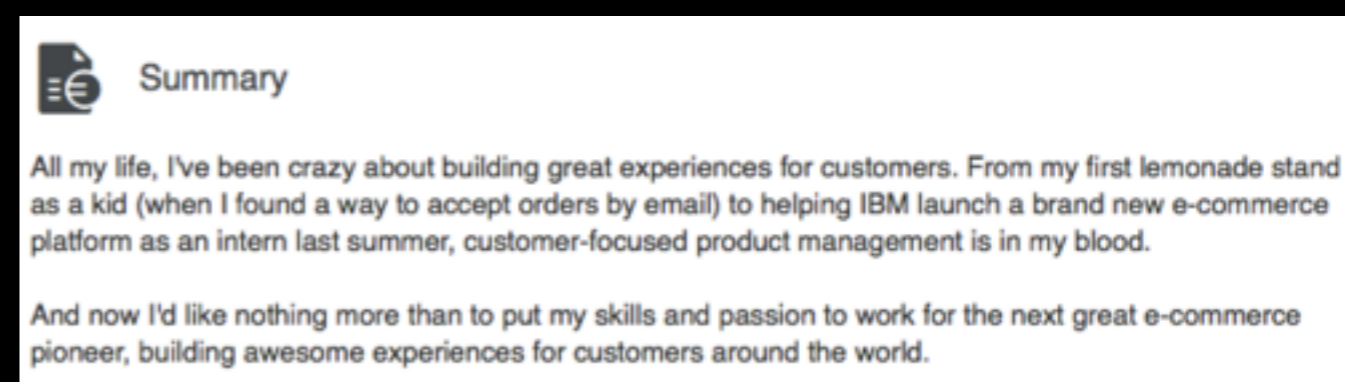 Summary
All my life, I've been crazy about building great experiences for customers. From my first lemonade stand
as a kid (when I found a way to accept orders by email) to helping IBM launch a brand new e-commerce
platform as an intern last summer, customer-focused product management is in my blood.
And now I'd like nothing more than to put my skills and passion to work for the next great e-commerce
pioneer, building awesome experiences for customers around the world.